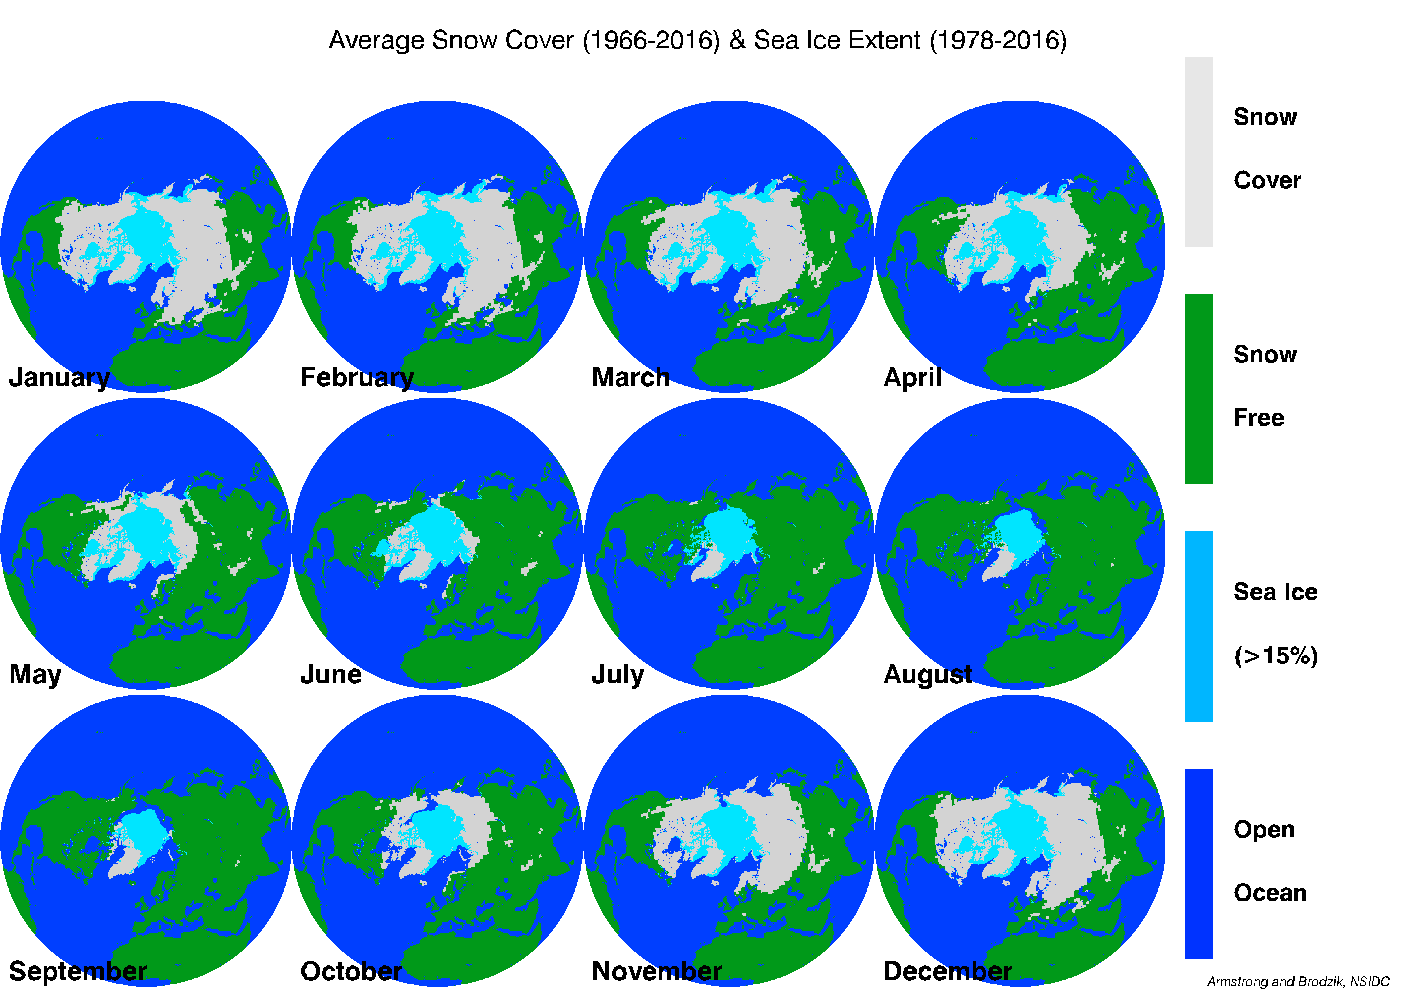 Average Snow Cover (1966-2016) & Sea Ice Extent (1978-2016)
Snow
Cover
Snow
Free
Sea Ice
(>15%)
Open
Ocean
January
February
March
April
May
June
July
August
September
October
November
December
Armstrong and Brodzik, NSIDC